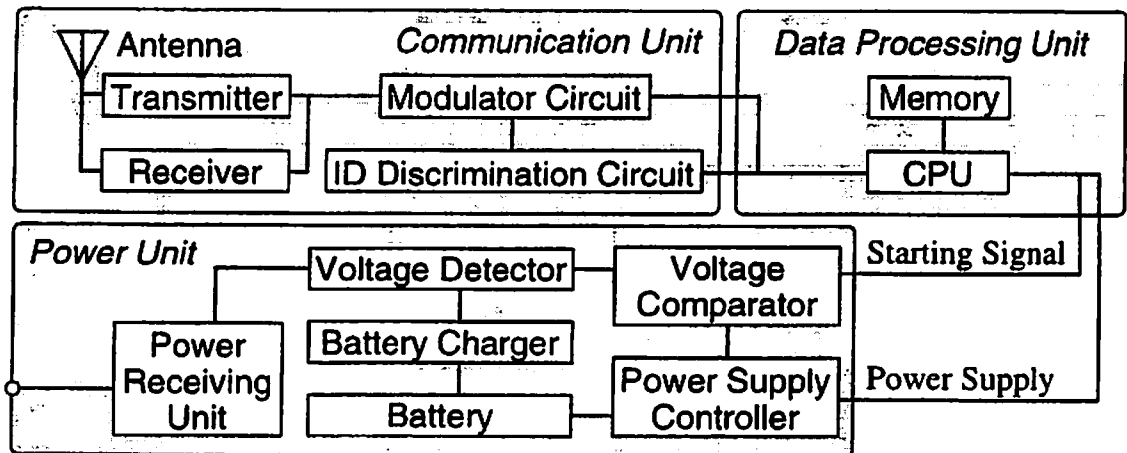 Antenna
Communication Unit
Transmitter
Modulator Circuit
Receiver
ID Discrimination Circuit
Data Processing Unit
Memory
CPU
Power Unit
Voltage Detector
Voltage
Comparator
Starting Signal
Power
Receiving
Unit
Battery Charger
Battery
Power Supply
Controller
Power Supply